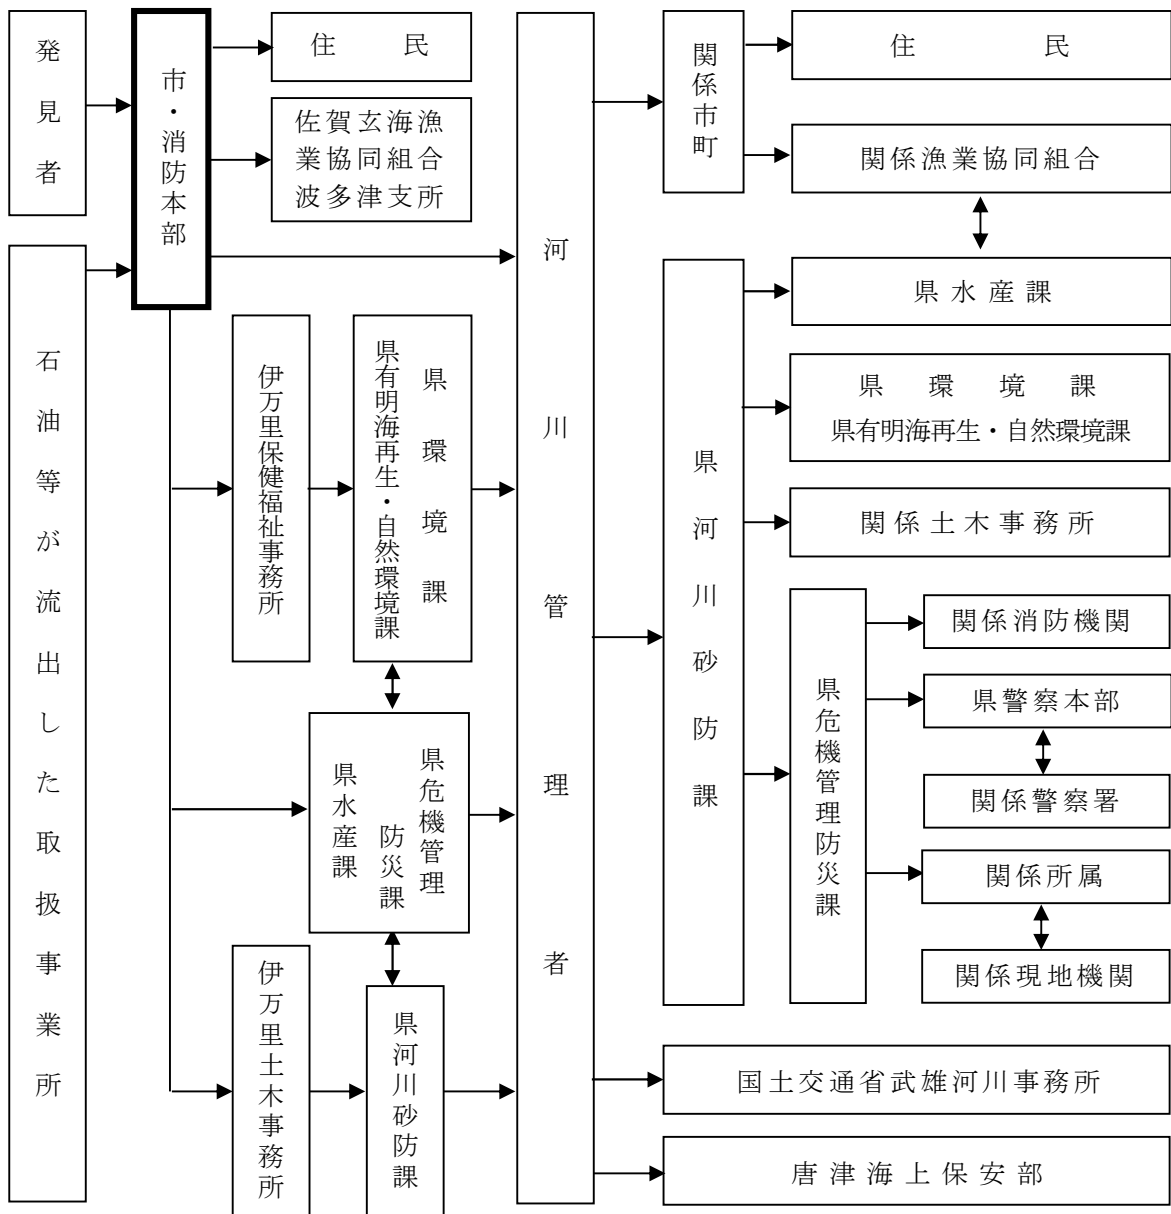 発見者
石油等が流出した取扱事業所
市・消防本部
住　民
佐賀玄海漁
業協同組合
波多津支所
伊万里保健福祉事務所
県環境課
県有明海再生・自然環境課
県危機管理
防災課
県水産課
伊万里土木事務所
県河川砂防課
河川管理者
関係市町
住　民
関係漁業協同組合
県河川砂防課
県水産課
県環境課
県有明海再生・自然環境課
関係土木事務所
県危機管理防災課
関係消防機関
県警察本部
関係警察署
関係所属
関係現地機関
国土交通省武雄河川事務所
唐津海上保安部